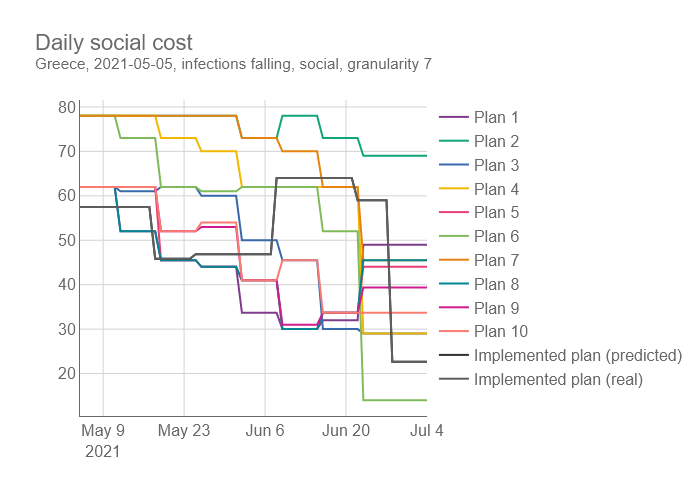 Daily social cost
Greece, 2021-05-05, infections falling, social, granularity 7
80
70
60
50
40
30
20
May 9
2021
May 23
Jun 6
Jun 20
Jul 4
Plan 1
Plan 2
Plan 3
Plan 4
Plan 5
Plan 6
Plan 7
Plan 8
Plan 9
Plan 10
Implemented plan (predicted)
Implemented plan (real)